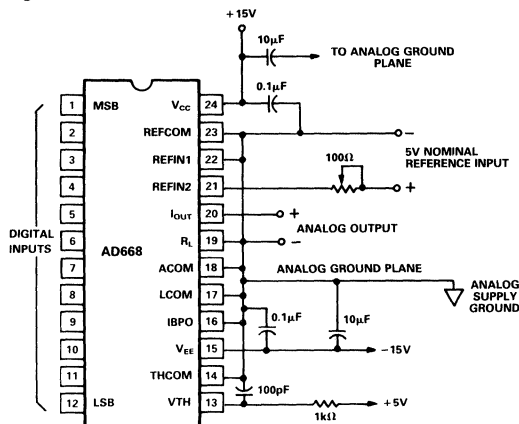 +15V
10μF
TO ANALOG GROUND
PLANE
0.1μF
1 MSB VCC 24
2 REFCOM 23 −
3 REFIN1 22
5V NOMINAL
REFERENCE INPUT
100Ω
4 REFIN2 21 +
5 IOUT 20 +
ANALOG OUTPUT
DIGITAL
INPUTS
6 RL 19 −
AD668
7 ACOM 18
ANALOG GROUND PLANE
ANALOG
SUPPLY
GROUND
8 LCOM 17
0.1μF
10μF
9 IBPO 16
10 VEE 15 −15V
11 THCOM 14
100pF
12 LSB VTH 13 +5V
1kΩ